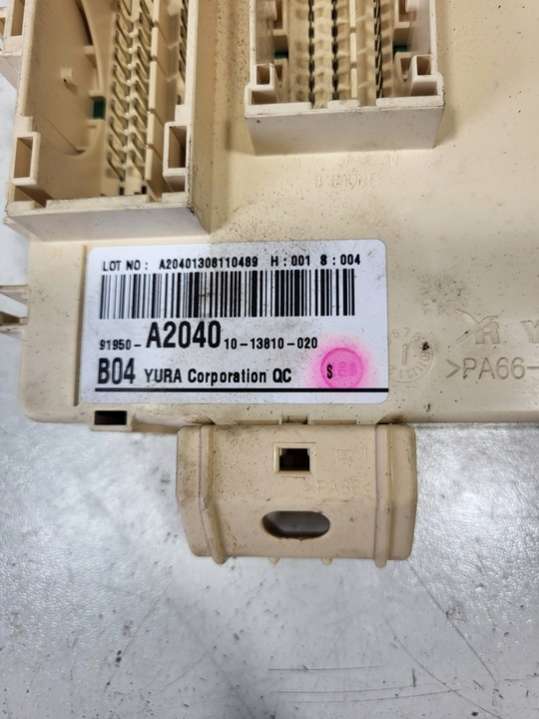 LOT NO: A20401308110489 H:001 S:004
91950-A2040 10-13810-020
B04 YURA Corporation QC S
>PA66-